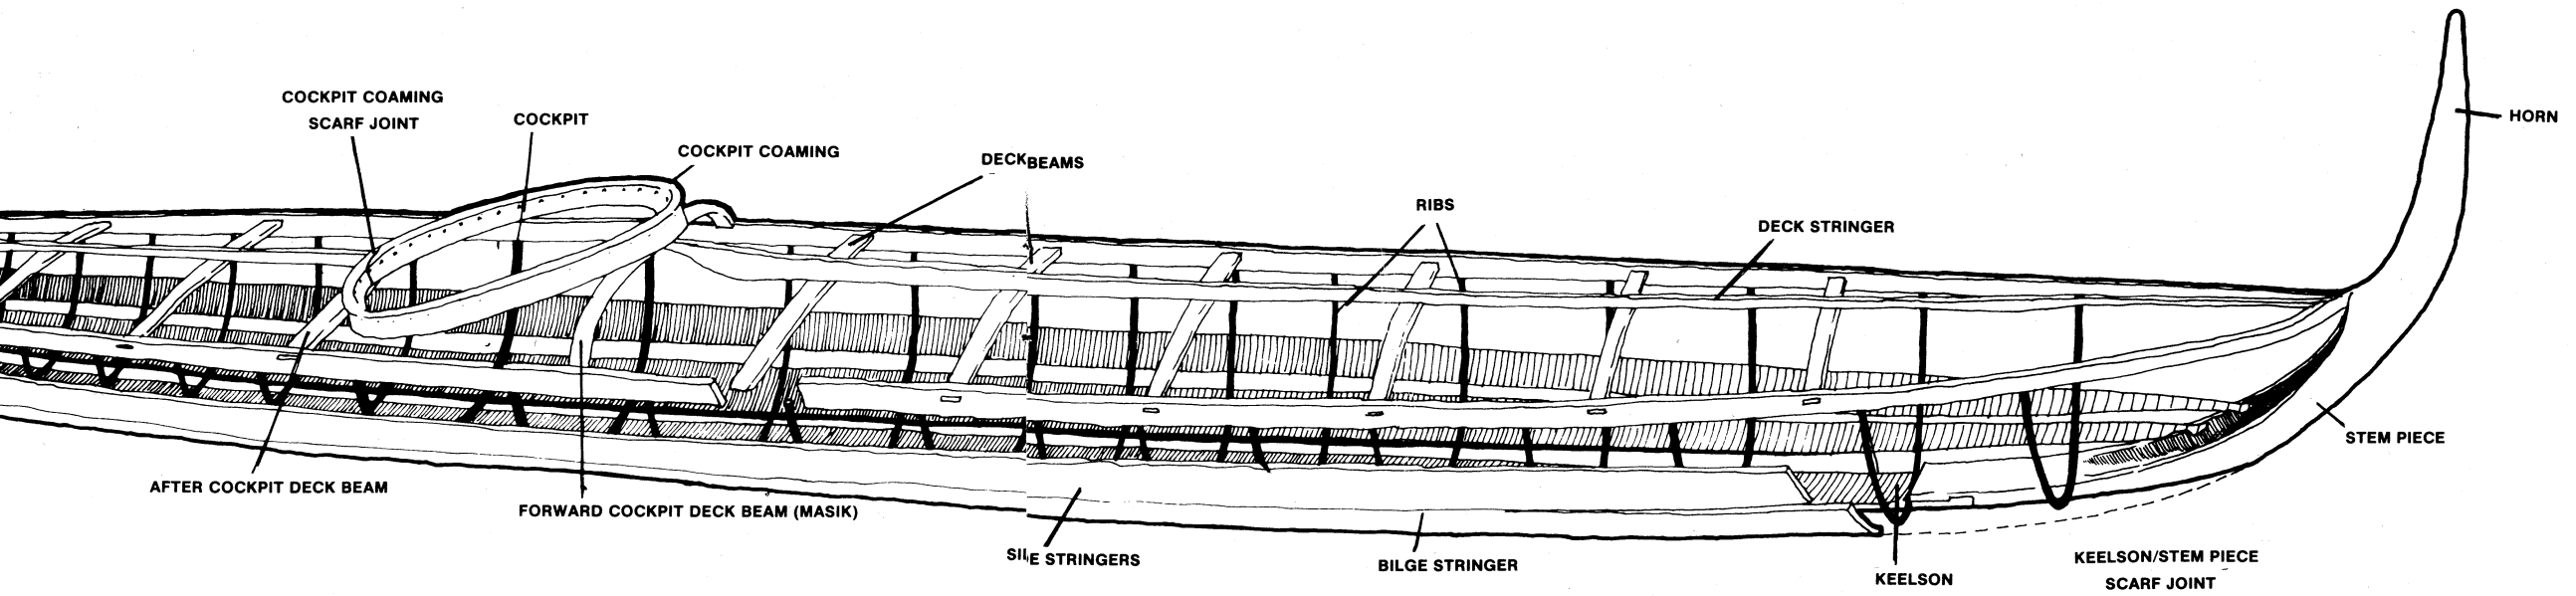 COCKPIT COAMING
SCARF JOINT
COCKPIT
COCKPIT COAMING
DECK BEAMS
RIBS
DECK STRINGER
HORN
STEM PIECE
AFTER COCKPIT DECK BEAM
FORWARD COCKPIT DECK BEAM (MASIK)
STRINGERS
BILGE STRINGER
KEELSON
KEELSON/STEM PIECE
SCARF JOINT